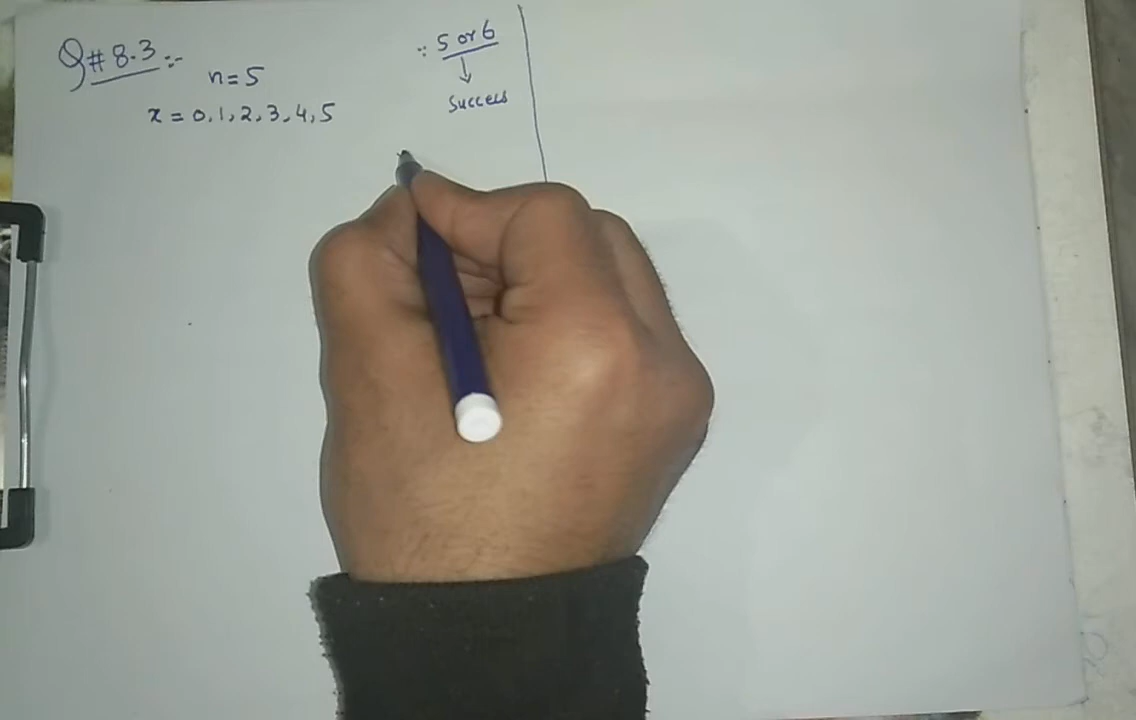 Q# 8.3 :-
n=5
x = 0,1,2,3,4,5
∵ 5 or 6
↓
Success